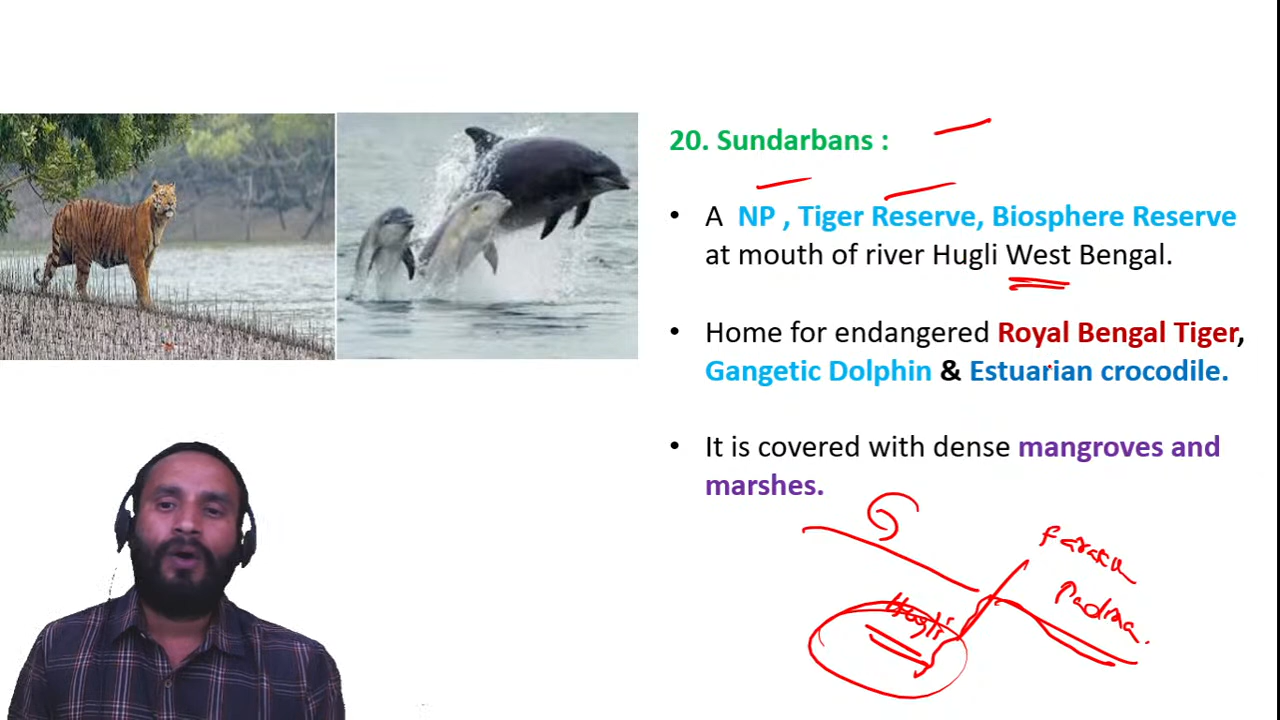 20. Sundarbans :
• A NP , Tiger Reserve, Biosphere Reserve
at mouth of river Hugli West Bengal.
• Home for endangered Royal Bengal Tiger,
Gangetic Dolphin & Estuarian crocodile.
• It is covered with dense mangroves and
marshes.
G
Padma.
Hugli